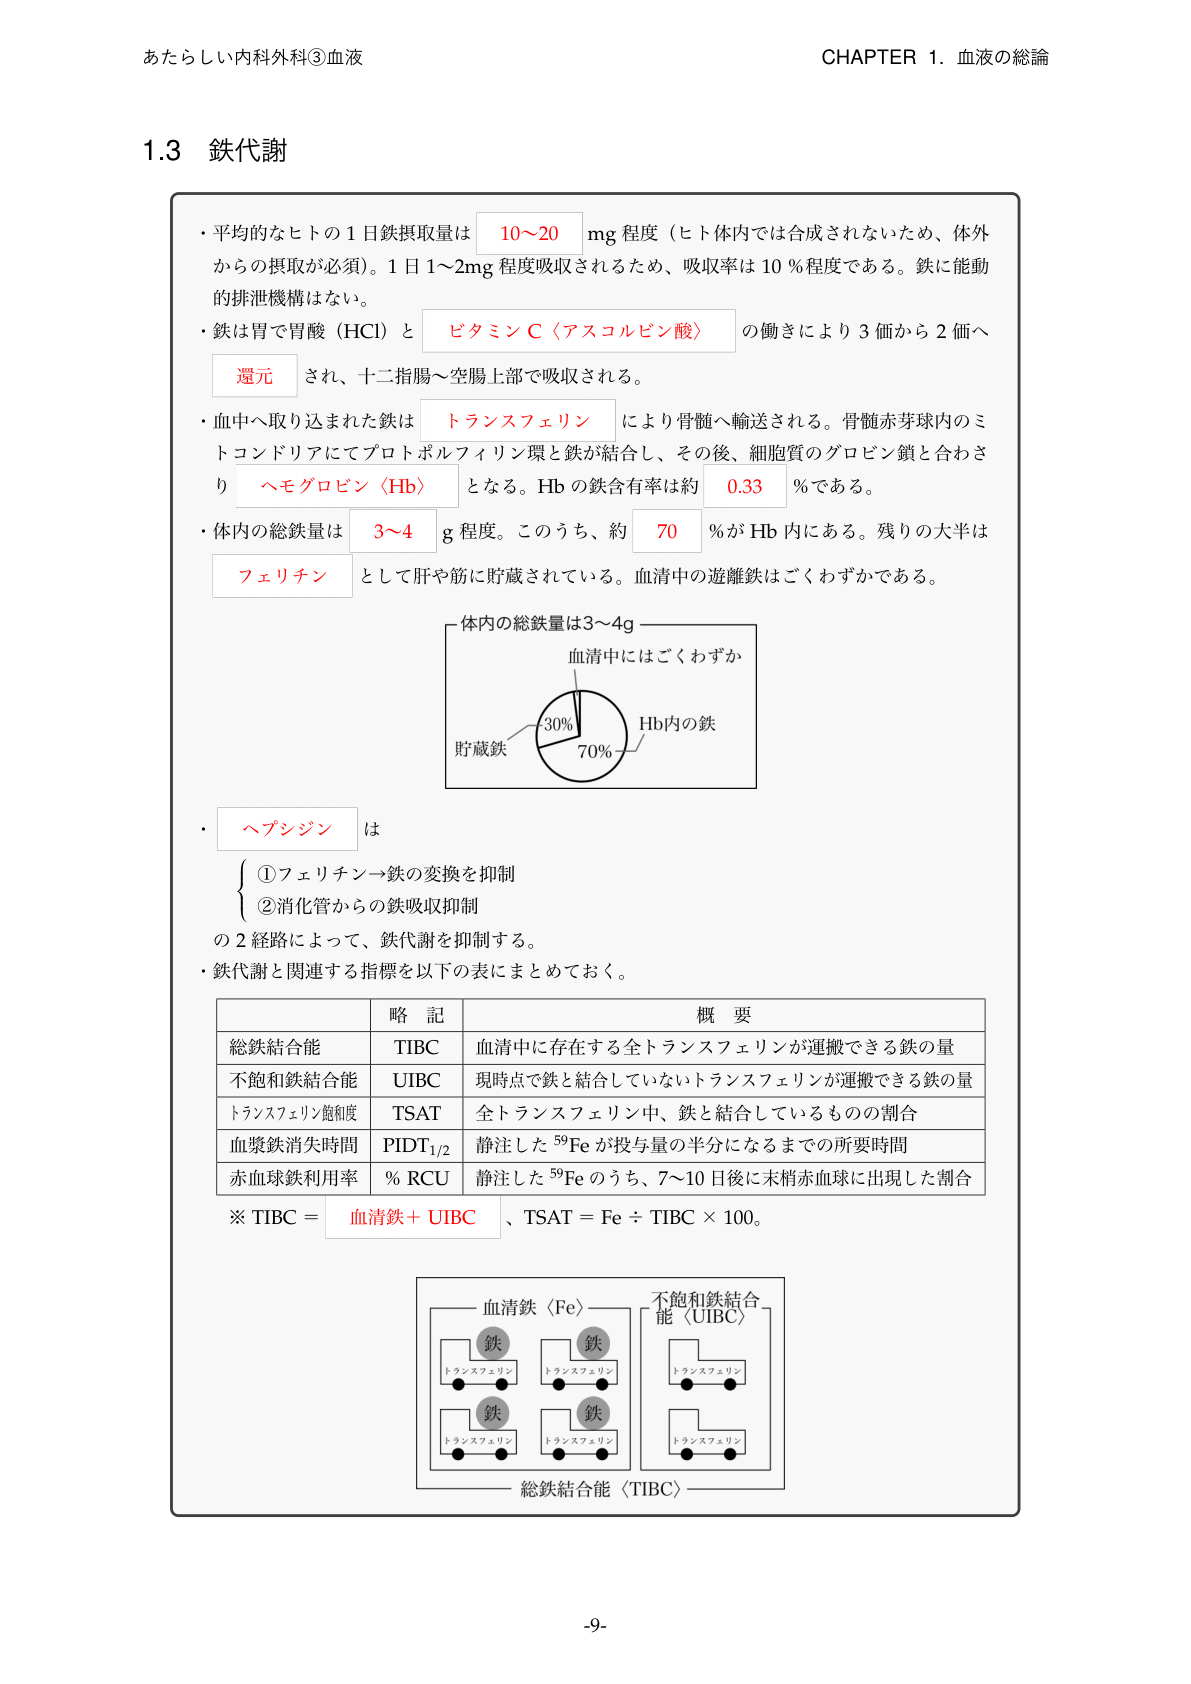 あたらしい内科外科③血液
CHAPTER 1. 血液の総論
1.3 鉄代謝
・平均的なヒトの 1 日鉄摂取量は 10〜20 mg 程度（ヒト体内では合成されないため、体外
からの摂取が必須）。1 日 1〜2mg 程度吸収されるため、吸収率は 10 %程度である。鉄に能動
的排泄機構はない。
・鉄は胃で胃酸（HCl）と ビタミン C〈アスコルビン酸〉 の働きにより 3 価から 2 価へ
還元 され、十二指腸〜空腸上部で吸収される。
・血中へ取り込まれた鉄は トランスフェリン により骨髄へ輸送される。骨髄赤芽球内のミ
トコンドリアにてプロトポルフィリン環と鉄が結合し、その後、細胞質のグロビン鎖と合わさ
り ヘモグロビン〈Hb〉 となる。Hb の鉄含有率は約 0.33 %である。
・体内の総鉄量は 3〜4 g 程度。このうち、約 70 %が Hb 内にある。残りの大半は
フェリチン として肝や筋に貯蔵されている。血清中の遊離鉄はごくわずかである。
体内の総鉄量は3〜4g
血清中にはごくわずか
30%
Hb内の鉄
貯蔵鉄
70%
・ ヘプシジン は
①フェリチン→鉄の変換を抑制
②消化管からの鉄吸収抑制
の 2 経路によって、鉄代謝を抑制する。
・鉄代謝と関連する指標を以下の表にまとめておく。
略 記 概 要
総鉄結合能 TIBC 血清中に存在する全トランスフェリンが運搬できる鉄の量
不飽和鉄結合能 UIBC 現時点で鉄と結合していないトランスフェリンが運搬できる鉄の量
トランスフェリン飽和度 TSAT 全トランスフェリン中、鉄と結合しているものの割合
血漿鉄消失時間 PIDT1/2 静注した 59Fe が投与量の半分になるまでの所要時間
赤血球鉄利用率 % RCU 静注した 59Fe のうち、7〜10 日後に末梢赤血球に出現した割合
※ TIBC = 血清鉄＋ UIBC 、TSAT = Fe ÷ TIBC × 100。
血清鉄〈Fe〉
不飽和鉄結合
能〈UIBC〉
鉄 鉄
トランスフェリン トランスフェリン トランスフェリン
鉄 鉄
トランスフェリン トランスフェリン トランスフェリン
総鉄結合能〈TIBC〉
-9-